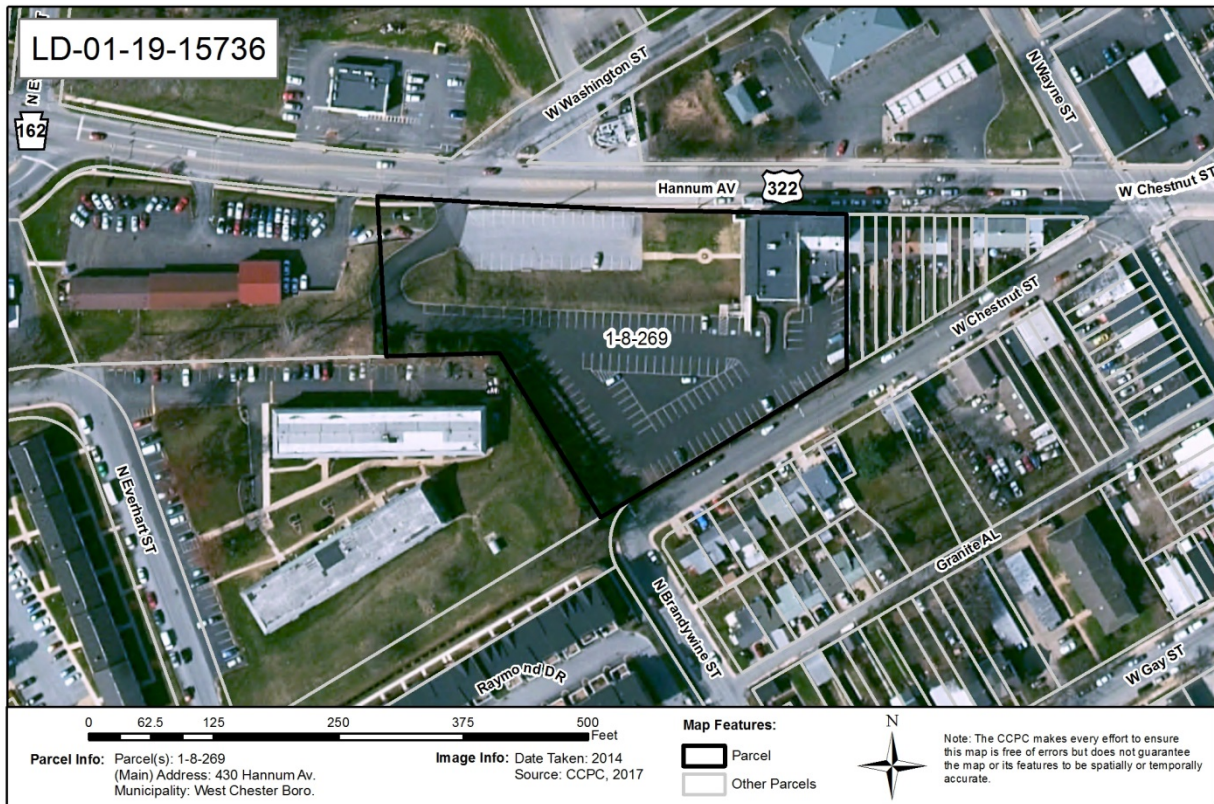 LD-01-19-15736
N E
ST
162
W Washington ST
N Wayne ST
Hannum AV
322
W Chestnut ST
1-8-269
W Chestnut ST
N Everhart ST
Granite AL
N Brandywine ST
Raymond DR
W Gay ST
0 62.5 125 250 375 500
Feet
Parcel Info: Parcel(s): 1-8-269
(Main) Address: 430 Hannum Av.
Municipality: West Chester Boro.
Image Info: Date Taken: 2014
Source: CCPC, 2017
Map Features:
Parcel
Other Parcels
N
Note: The CCPC makes every effort to ensure
this map is free of errors but does not guarantee
the map or its features to be spatially or temporally
accurate.